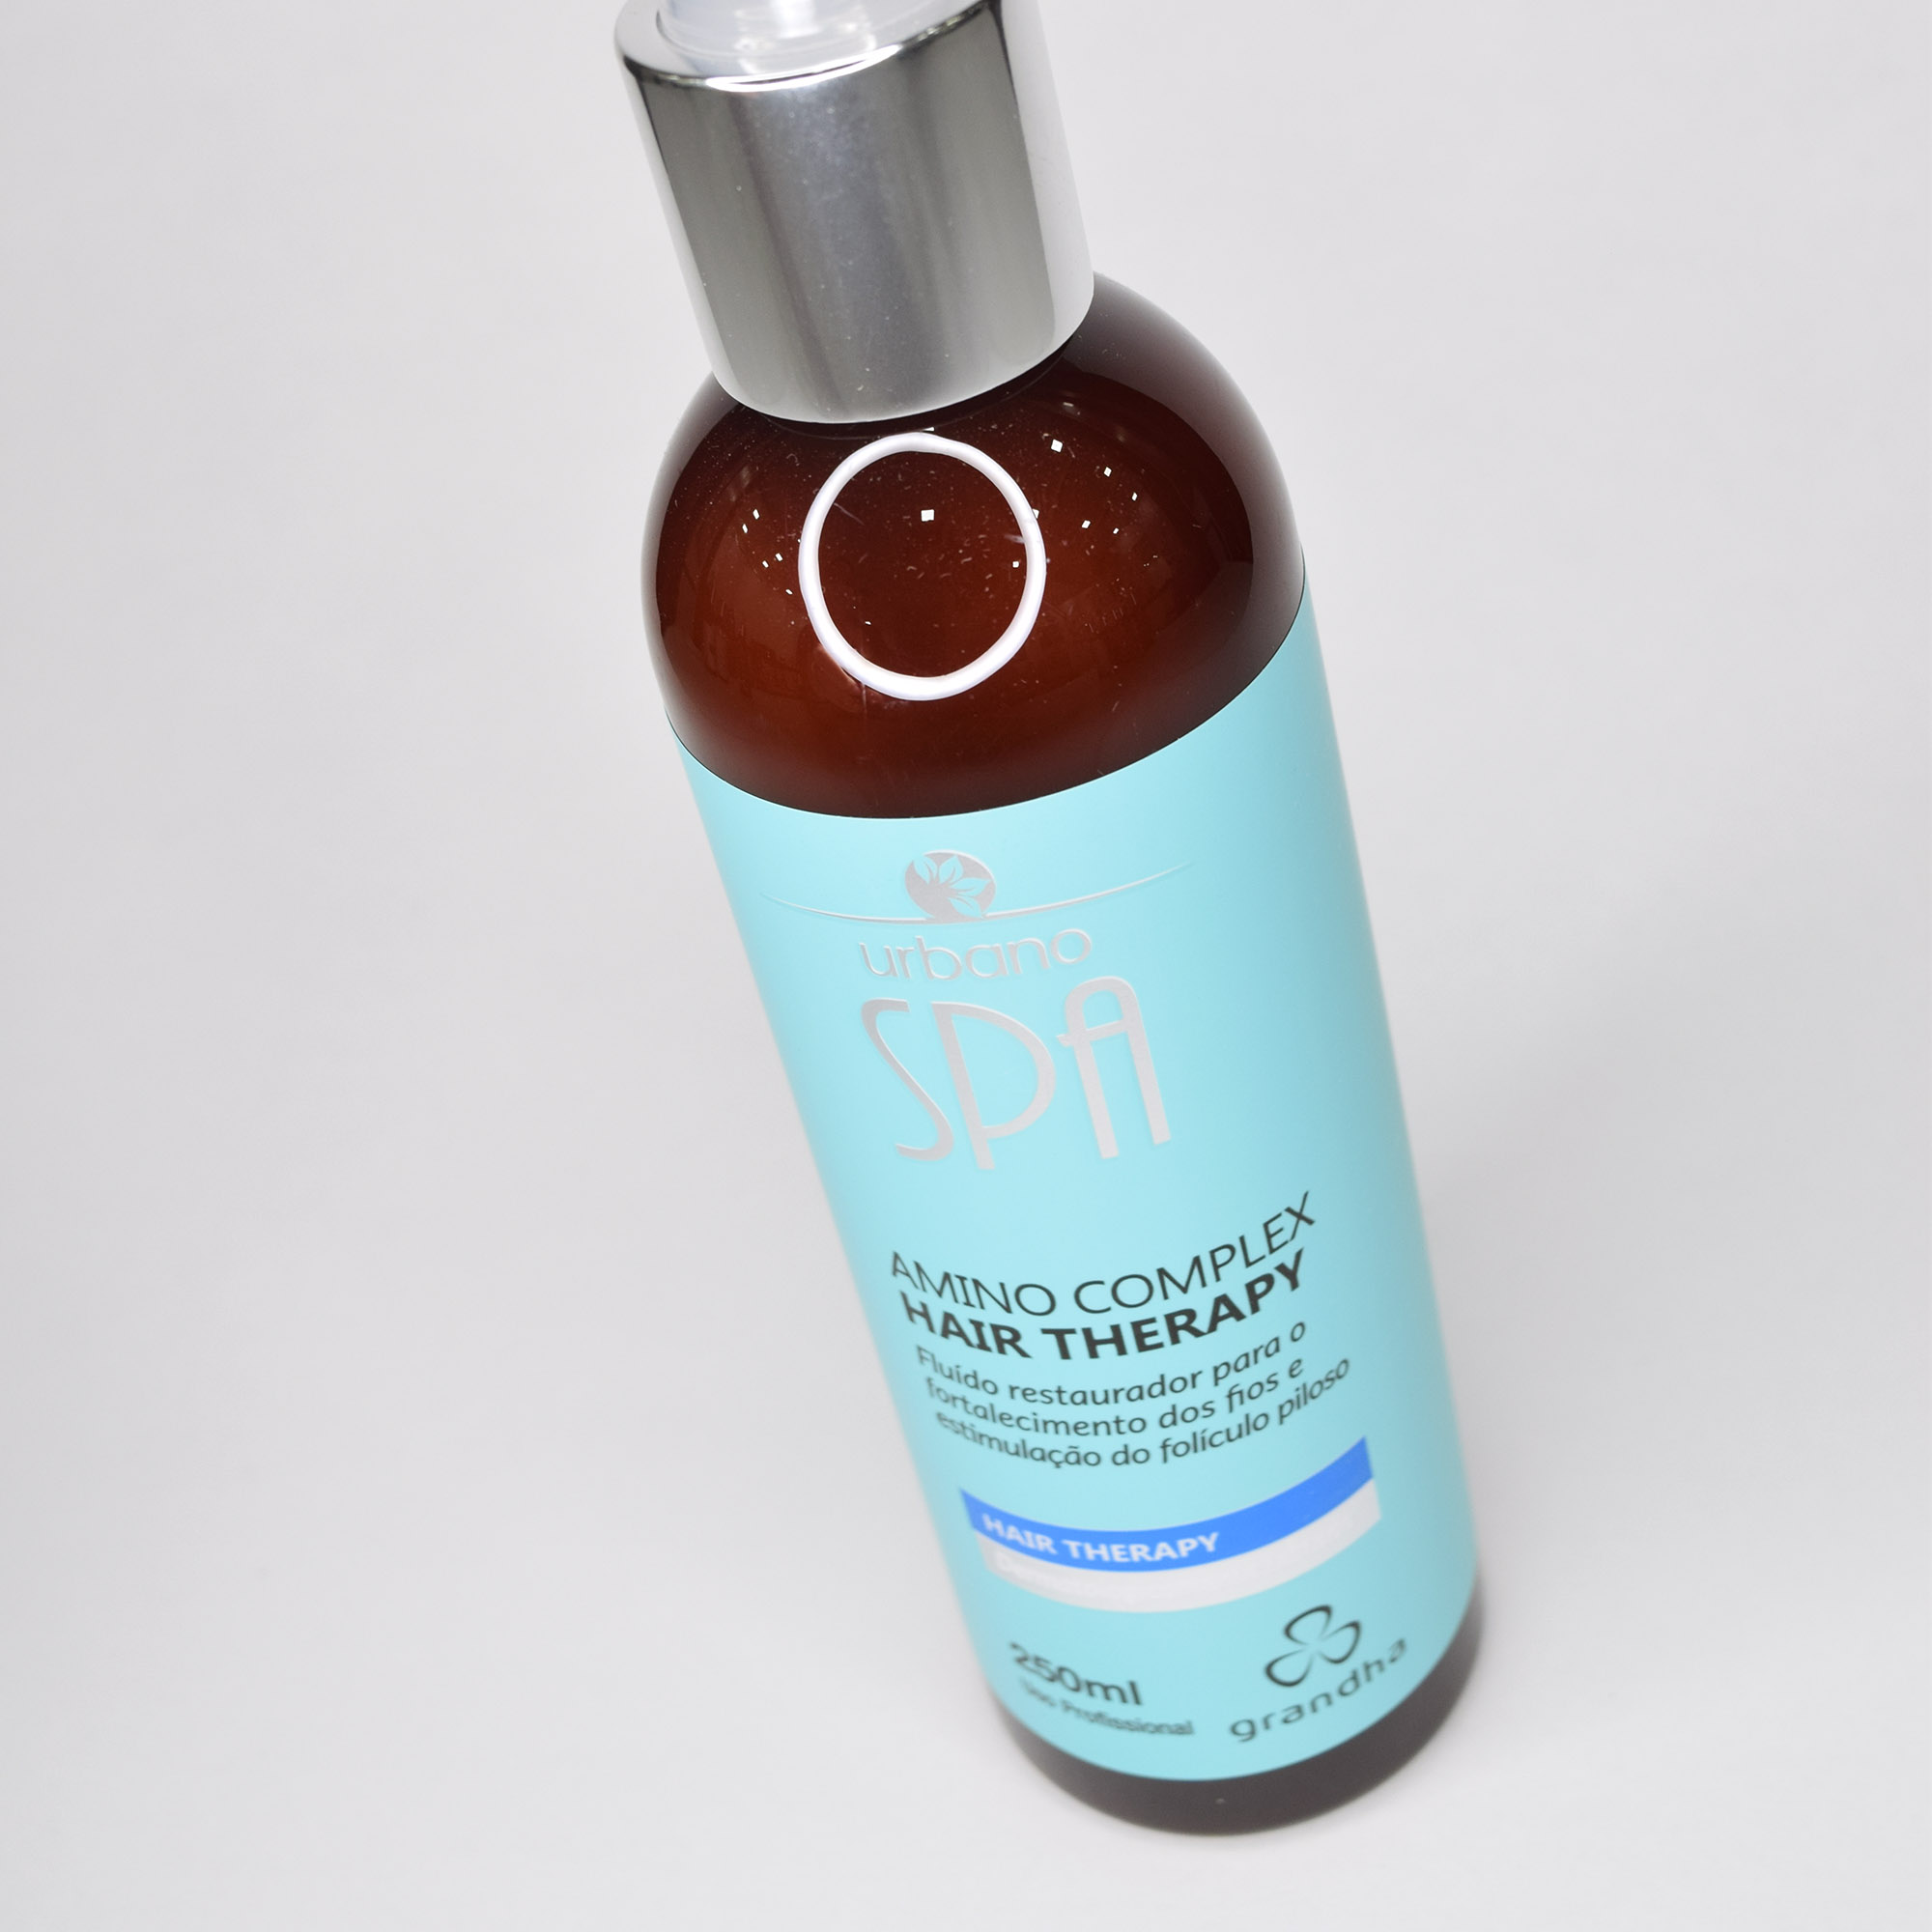 urbano
SPA
AMINO COMPLEX
HAIR THERAPY
Fluído restaurador para o
fortalecimento dos fios e
estimulação do folículo piloso
HAIR THERAPY
250ml
Uso Profissional
grandha